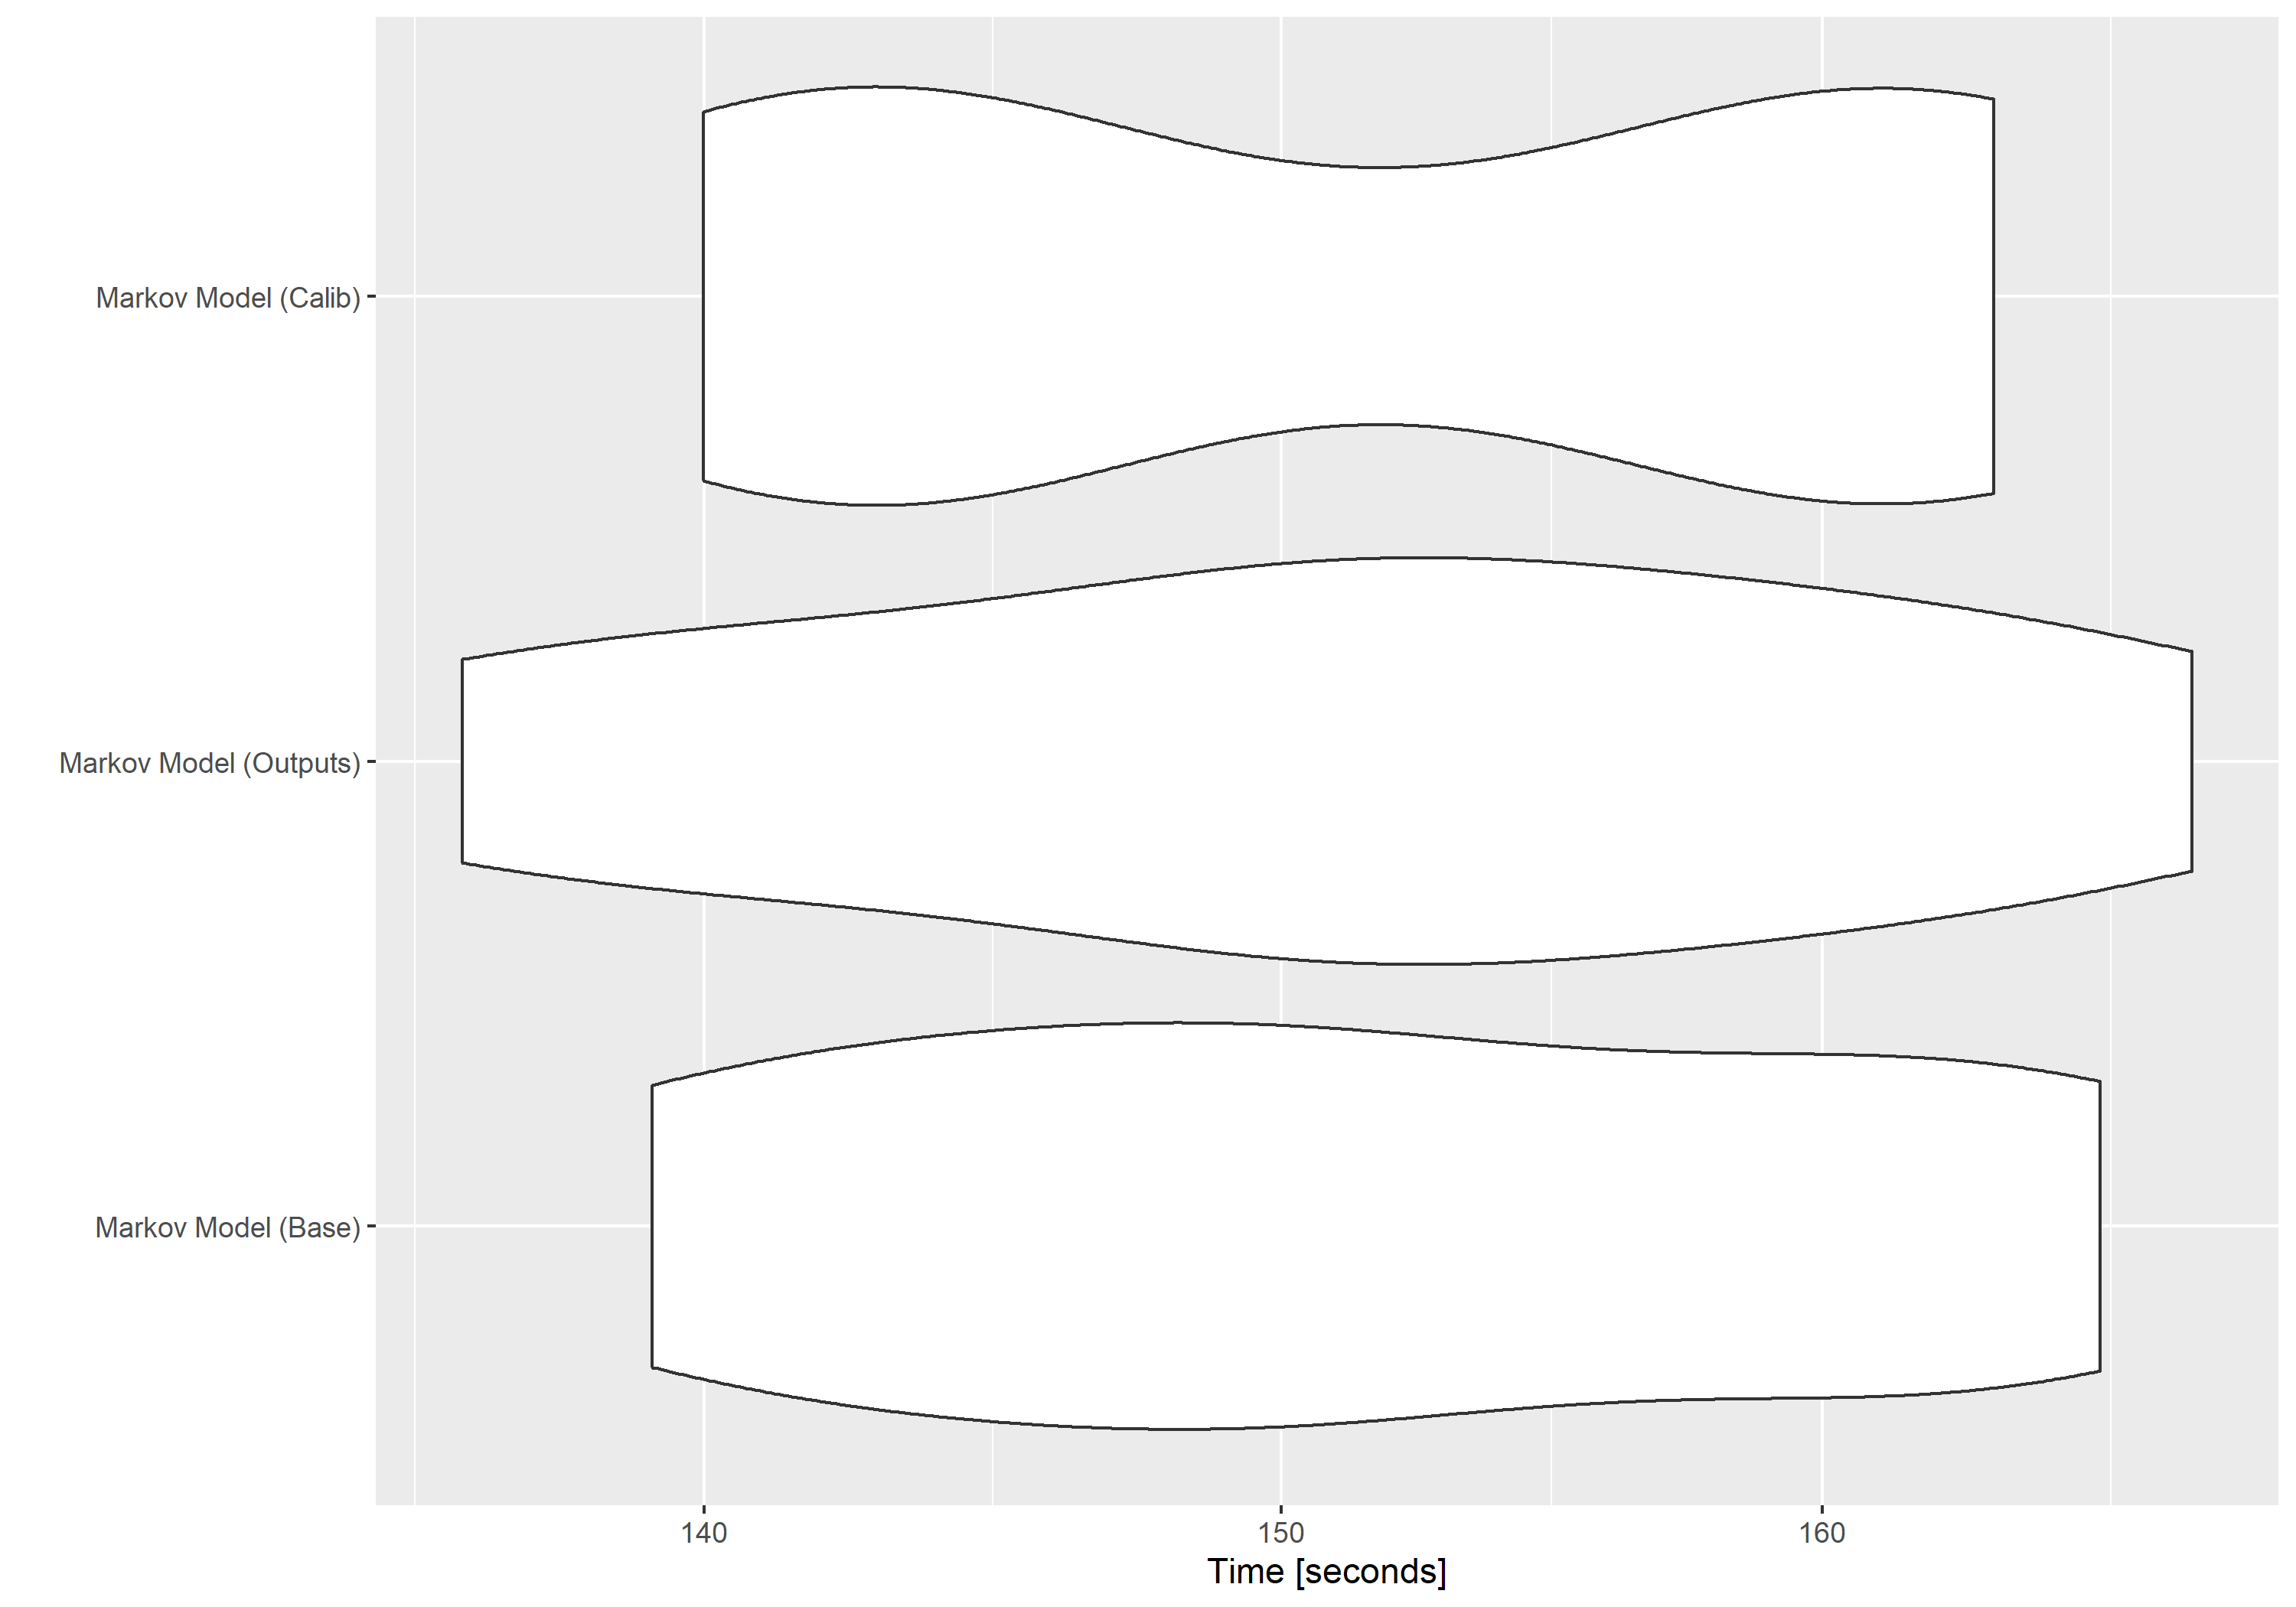 Markov Model (Calib)
Markov Model (Outputs)
Markov Model (Base)
140 150 160
Time [seconds]